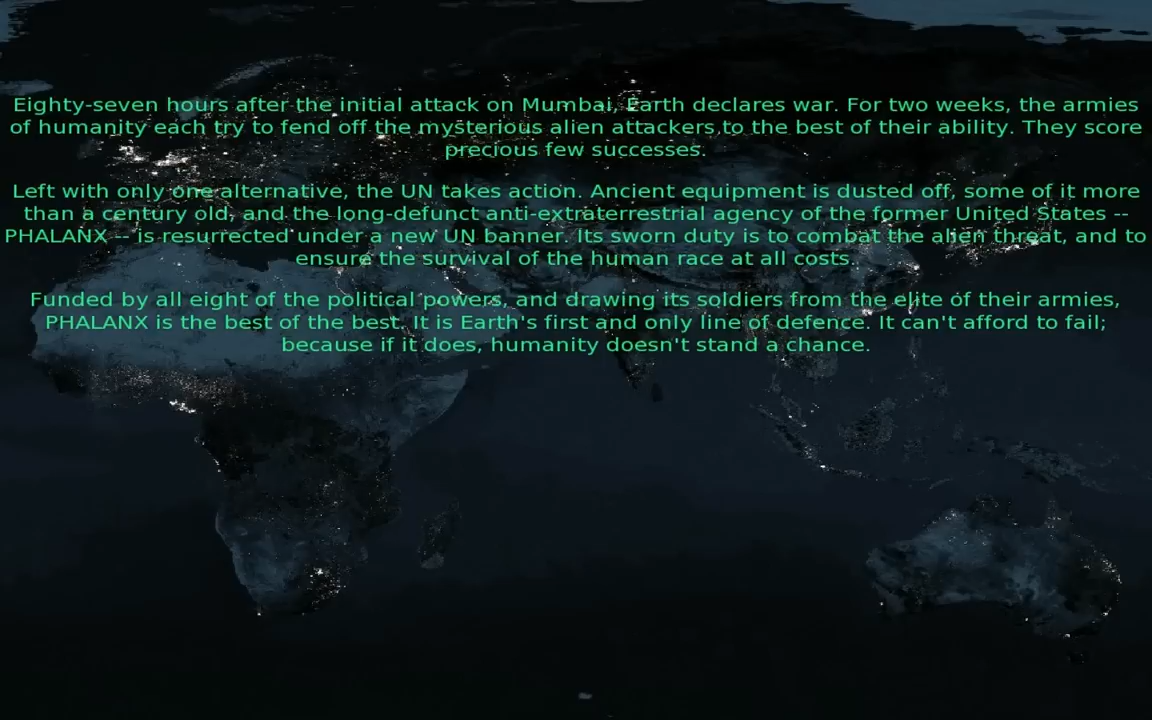 Eighty-seven hours after the initial attack on Mumbai, Earth declares war. For two weeks, the armies
of humanity each try to fend off the mysterious alien attackers to the best of their ability. They score
precious few successes.
Left with only one alternative, the UN takes action. Ancient equipment is dusted off, some of it more
than a century old, and the long-defunct anti-extraterrestrial agency of the former United States --
PHALANX -- is resurrected under a new UN banner. Its sworn duty is to combat the alien threat, and to
ensure the survival of the human race at all costs.
Funded by all eight of the political powers, and drawing its soldiers from the elite of their armies,
PHALANX is the best of the best. It is Earth's first and only line of defence. It can't afford to fail;
because if it does, humanity doesn't stand a chance.